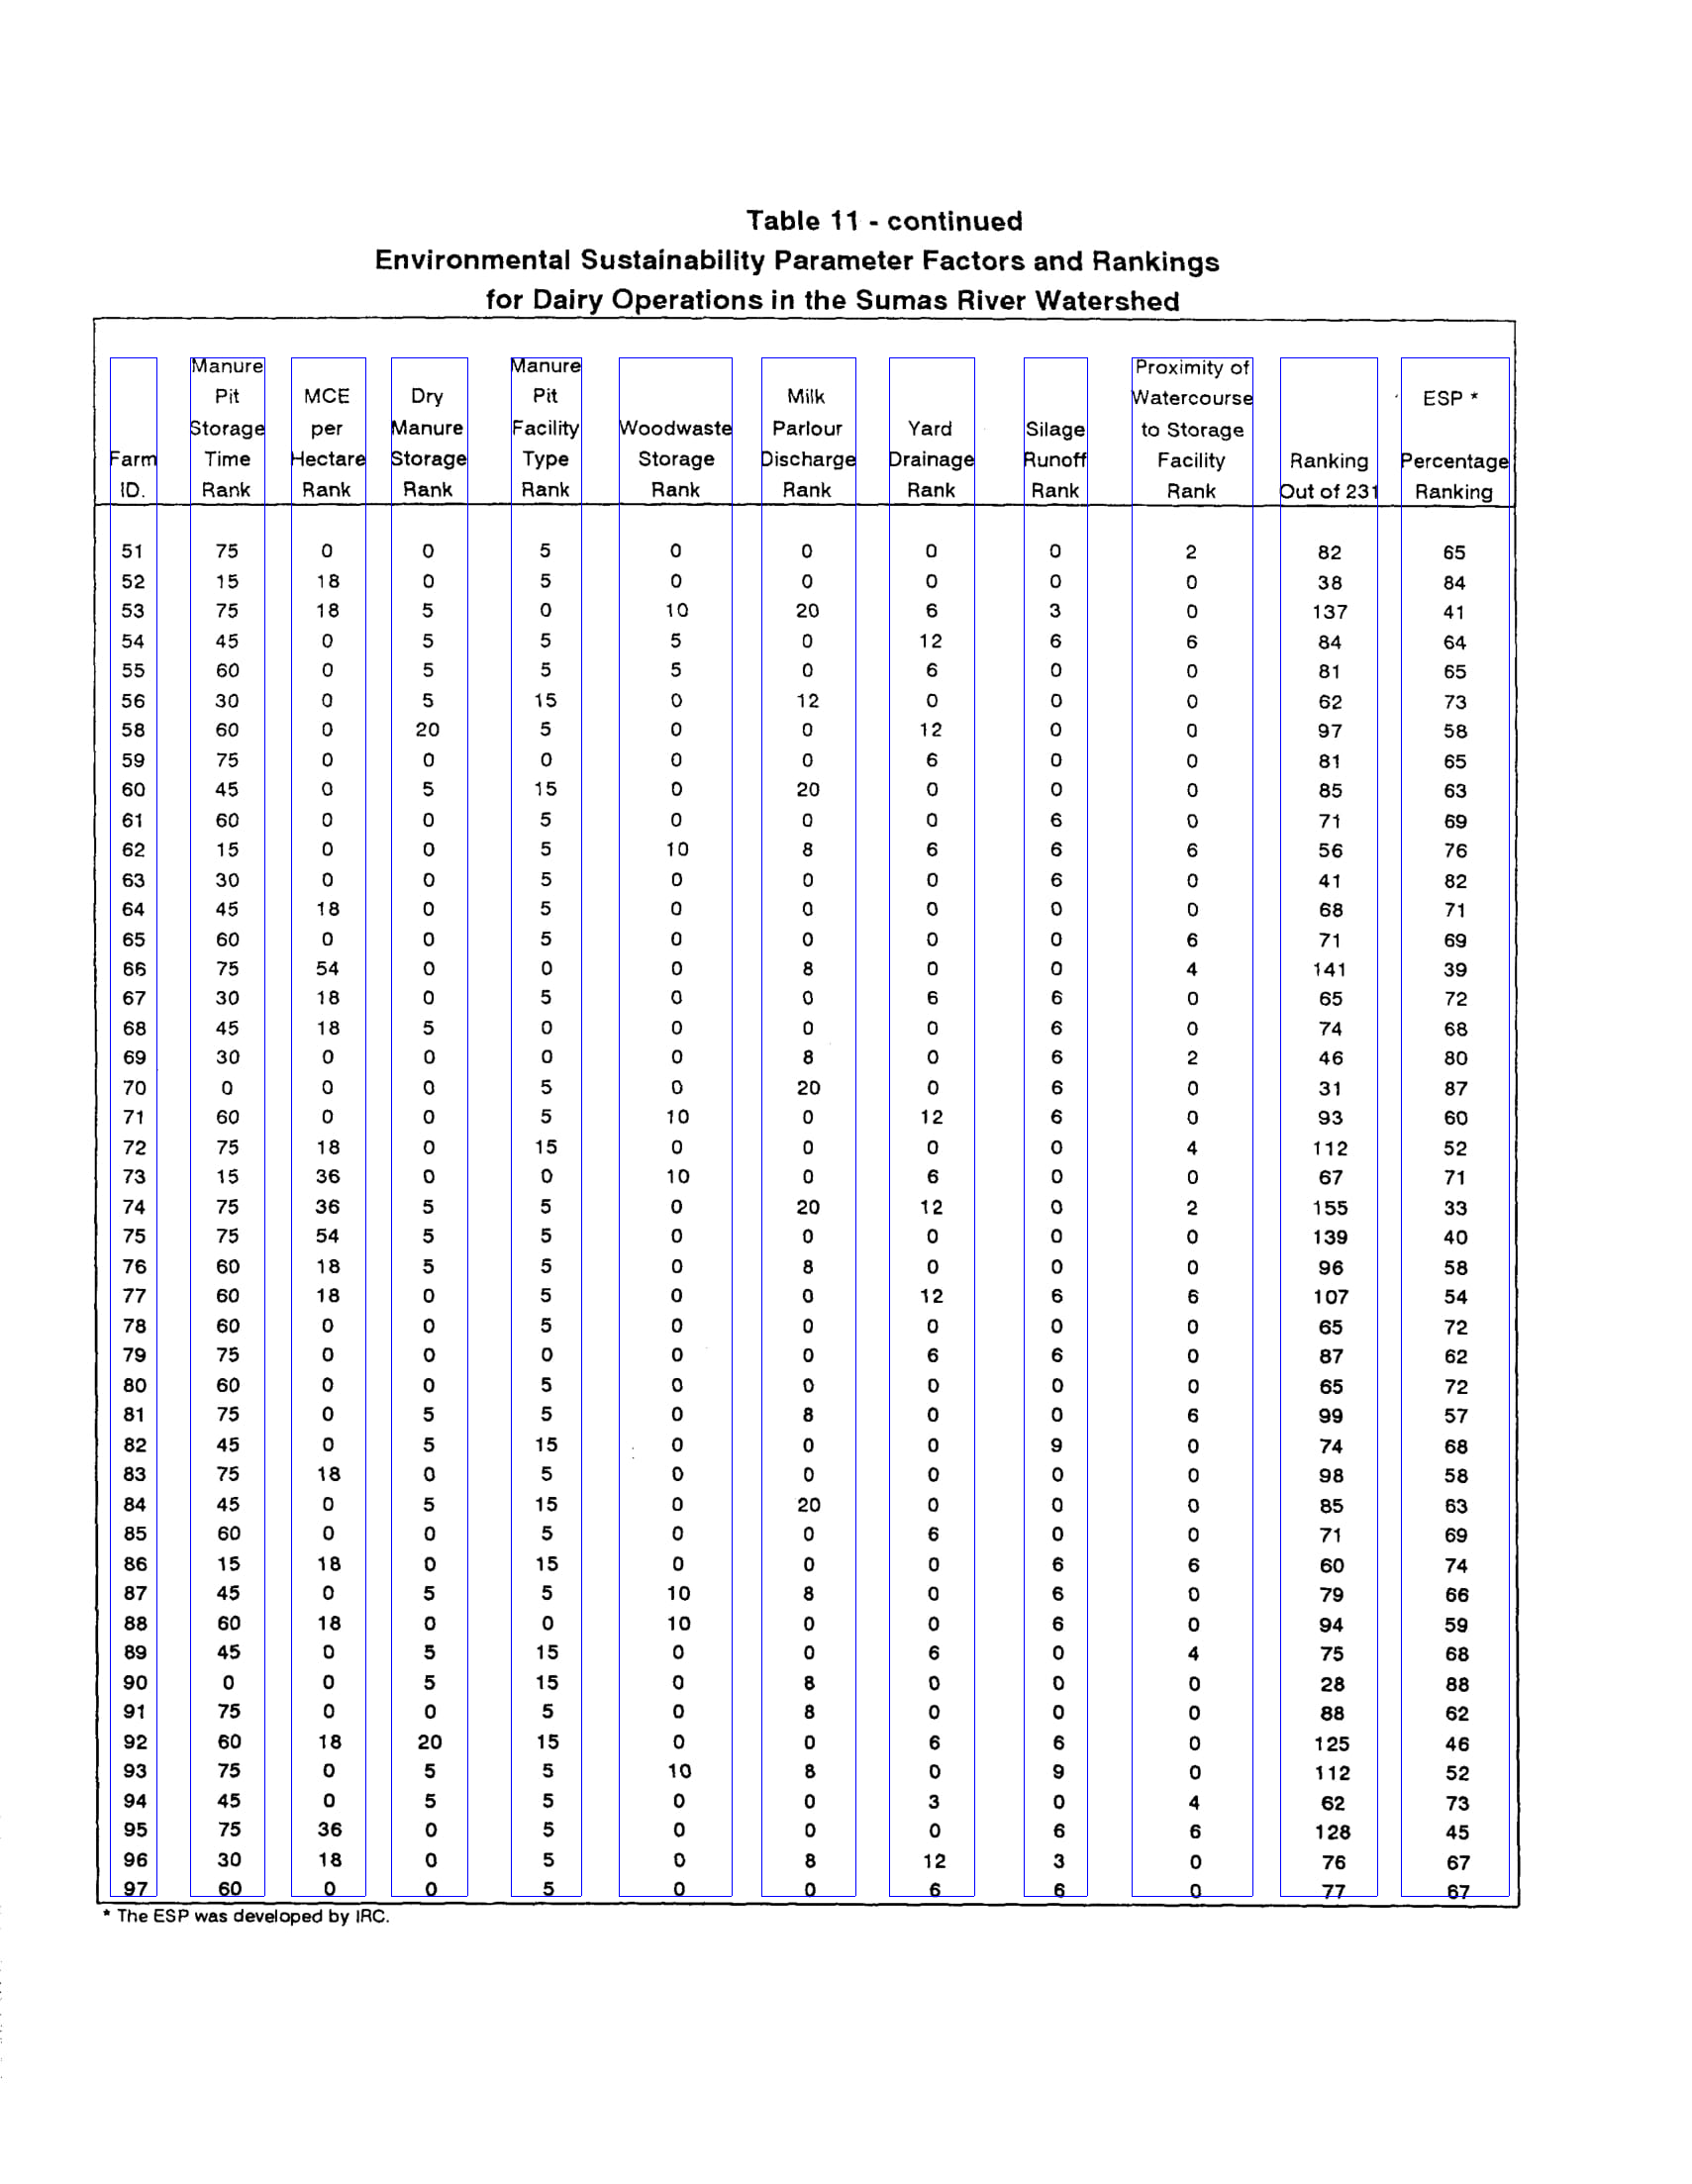 Table 11 - continued
Environmental Sustainability Parameter Factors and Rankings
for Dairy Operations in the Sumas River Watershed
Manure Manure Proximity of
Pit MCE Dry Pit Milk Watercourse ESP *
Storage per Manure Facility Woodwaste Parlour Yard Silage to Storage
Farm Time Hectare Storage Type Storage Discharge Drainage Runoff Facility Ranking Percentage
ID. Rank Rank Rank Rank Rank Rank Rank Rank Rank Out of 231 Ranking
51 75 0 0 5 0 0 0 0 2 82 65
52 15 18 0 5 0 0 0 0 0 38 84
53 75 18 5 0 10 20 6 3 0 137 41
54 45 0 5 5 5 0 12 6 6 84 64
55 60 0 5 5 5 0 6 0 0 81 65
56 30 0 5 15 0 12 0 0 0 62 73
58 60 0 20 5 0 0 12 0 0 97 58
59 75 0 0 0 0 0 6 0 0 81 65
60 45 0 5 15 0 20 0 0 0 85 63
61 60 0 0 5 0 0 0 6 0 71 69
62 15 0 0 5 10 8 6 6 6 56 76
63 30 0 0 5 0 0 0 6 0 41 82
64 45 18 0 5 0 0 0 0 0 68 71
65 60 0 0 5 0 0 0 0 6 71 69
66 75 54 0 0 0 8 0 0 4 141 39
67 30 18 0 5 0 0 6 6 0 65 72
68 45 18 5 0 0 0 0 6 0 74 68
69 30 0 0 0 0 8 0 6 2 46 80
70 0 0 0 5 0 20 0 6 0 31 87
71 60 0 0 5 10 0 12 6 0 93 60
72 75 18 0 15 0 0 0 0 4 112 52
73 15 36 0 0 10 0 6 0 0 67 71
74 75 36 5 5 0 20 12 0 2 155 33
75 75 54 5 5 0 0 0 0 0 139 40
76 60 18 5 5 0 8 0 0 0 96 58
77 60 18 0 5 0 0 12 6 6 107 54
78 60 0 0 5 0 0 0 0 0 65 72
79 75 0 0 0 0 0 6 6 0 87 62
80 60 0 0 5 0 0 0 0 0 65 72
81 75 0 5 5 0 8 0 0 6 99 57
82 45 0 5 15 0 0 0 9 0 74 68
83 75 18 0 5 0 0 0 0 0 98 58
84 45 0 5 15 0 20 0 0 0 85 63
85 60 0 0 5 0 0 6 0 0 71 69
86 15 18 0 15 0 0 0 6 6 60 74
87 45 0 5 5 10 8 0 6 0 79 66
88 60 18 0 0 10 0 0 6 0 94 59
89 45 0 5 15 0 0 6 0 4 75 68
90 0 0 5 15 0 8 0 0 0 28 88
91 75 0 0 5 0 8 0 0 0 88 62
92 60 18 20 15 0 0 6 6 0 125 46
93 75 0 5 5 10 8 0 9 0 112 52
94 45 0 5 5 0 0 3 0 4 62 73
95 75 36 0 5 0 0 0 6 6 128 45
96 30 18 0 5 0 8 12 3 0 76 67
97 60 0 0 5 0 0 6 6 0 77 67
* The ESP was developed by IRC.